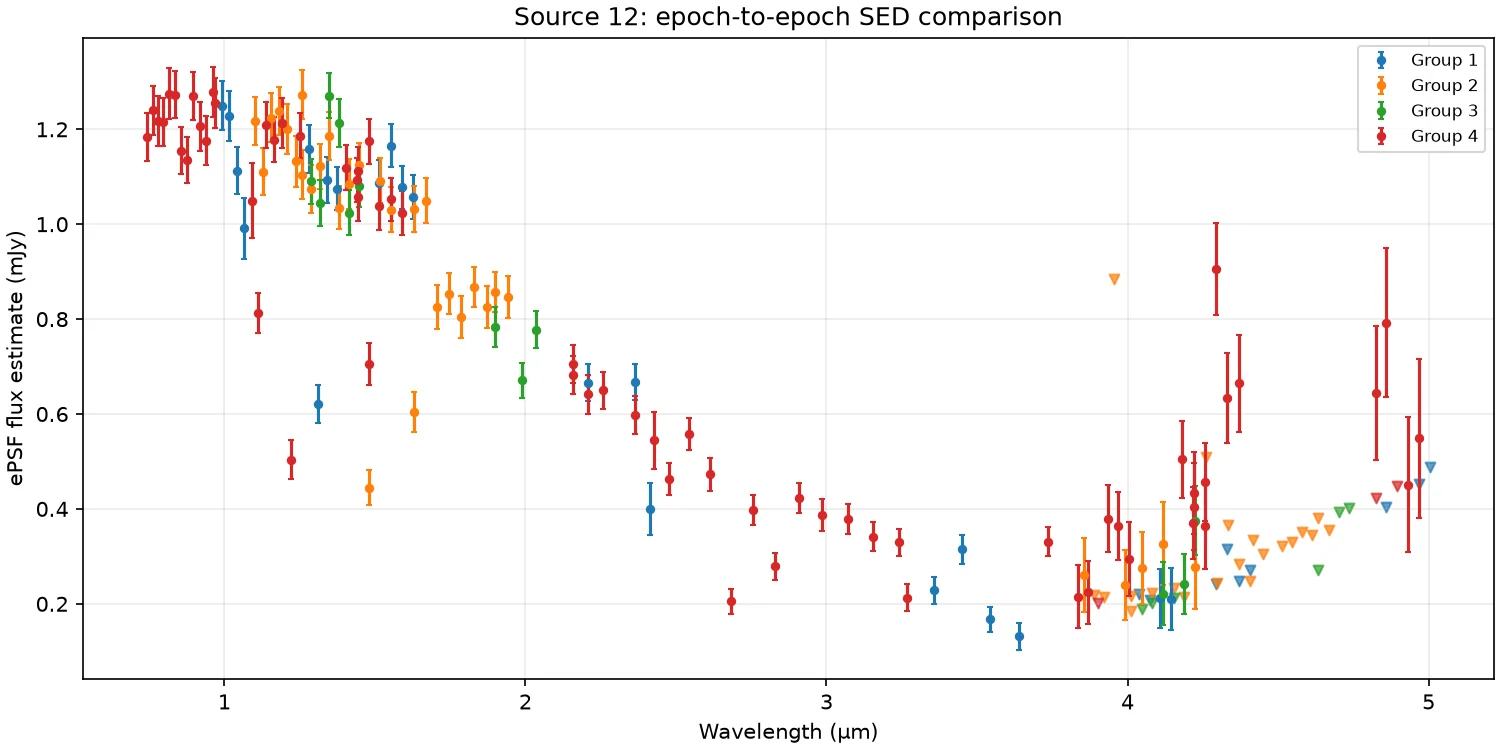 Source 12: epoch-to-epoch SED comparison
Group 1
Group 2
Group 3
Group 4
ePSF flux estimate (mJy)
1.2
1.0
0.8
0.6
0.4
0.2
1 2 3 4 5
Wavelength (μm)